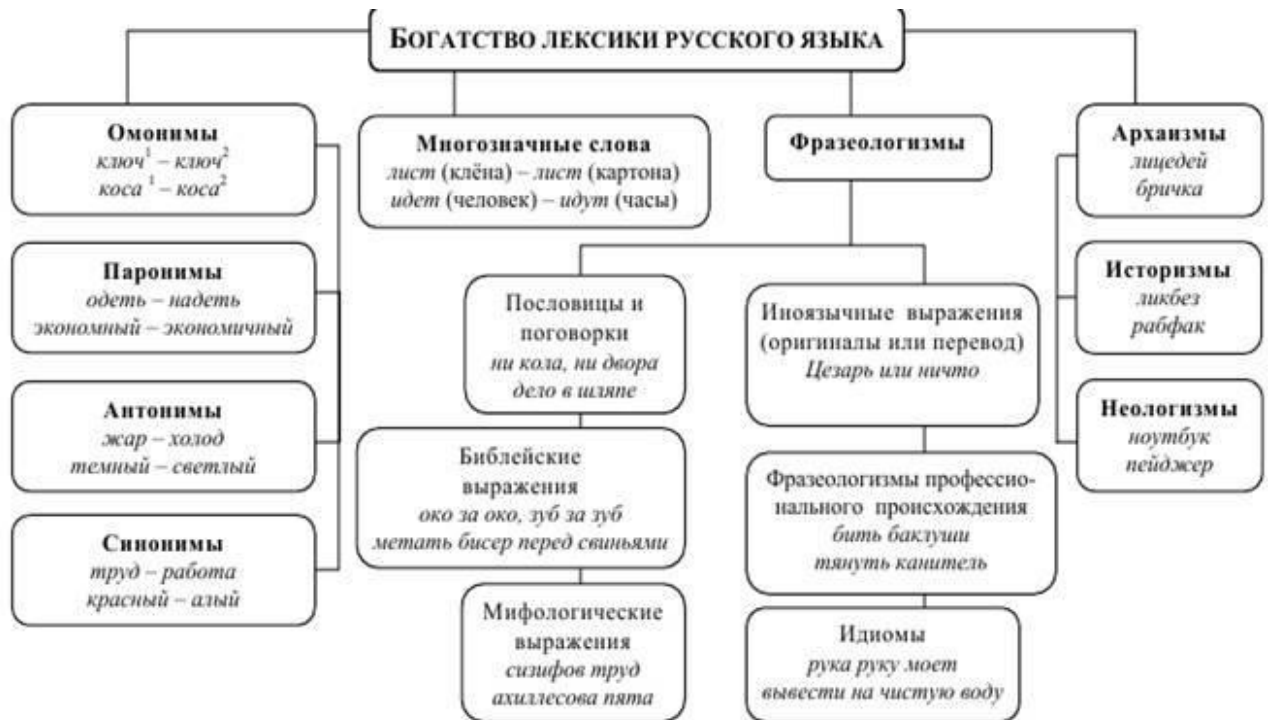 БОГАТСТВО ЛЕКСИКИ РУССКОГО ЯЗЫКА
Омонимы
ключ¹ – ключ²
коса ¹ – коса²
Паронимы
одеть – надеть
экономный – экономичный
Антонимы
жар – холод
темный – светлый
Синонимы
труд – работа
красный – алый
Многозначные слова
лист (клёна) – лист (картона)
идет (человек) – идут (часы)
Фразеологизмы
Пословицы и
поговорки
ни кола, ни двора
дело в шляпе
Библейские
выражения
око за око, зуб за зуб
метать бисер перед свиньями
Мифологические
выражения
сизифов труд
ахиллесова пята
Иноязычные выражения
(оригиналы или перевод)
Цезарь или ничто
Фразеологизмы профессио-
нального происхождения
бить баклуши
тянуть канитель
Идиомы
рука руку моет
вывести на чистую воду
Архаизмы
лицедей
бричка
Историзмы
ликбез
рабфак
Неологизмы
ноутбук
пейджер